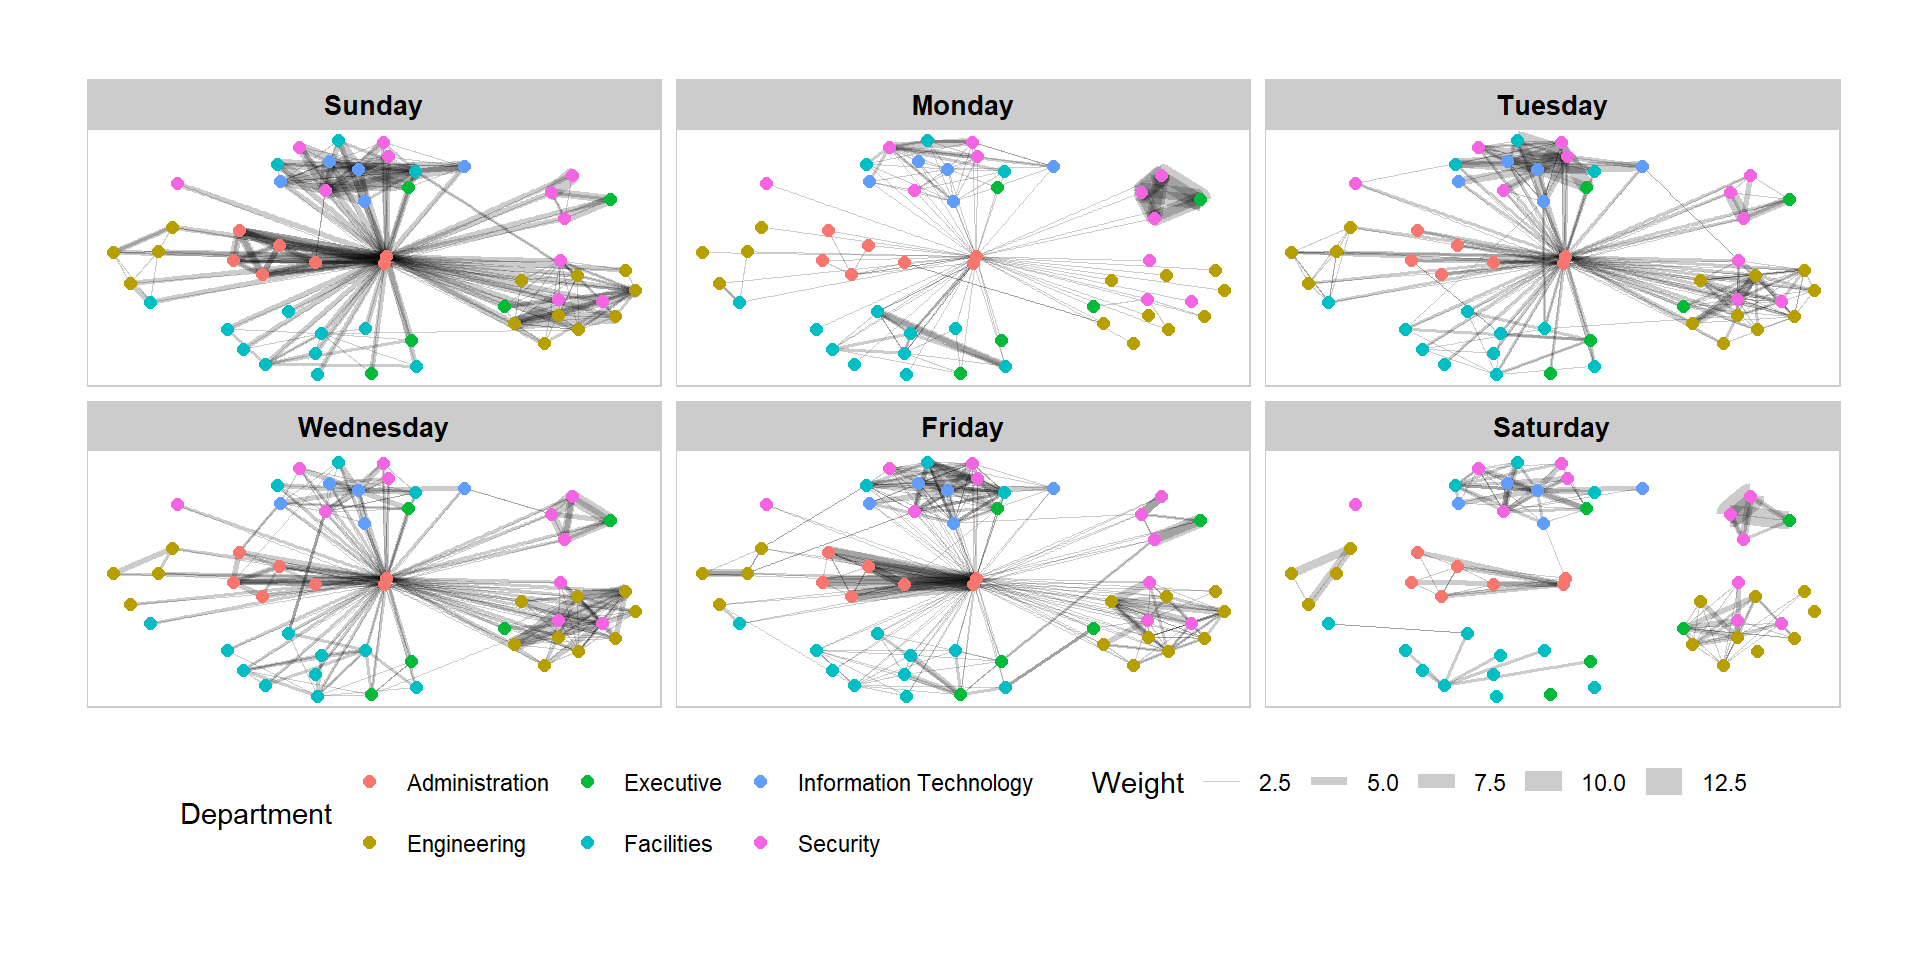 Sunday
Monday
Tuesday
Wednesday
Friday
Saturday
Department
Administration
Executive
Information Technology
Engineering
Facilities
Security
Weight
2.5
5.0
7.5
10.0
12.5